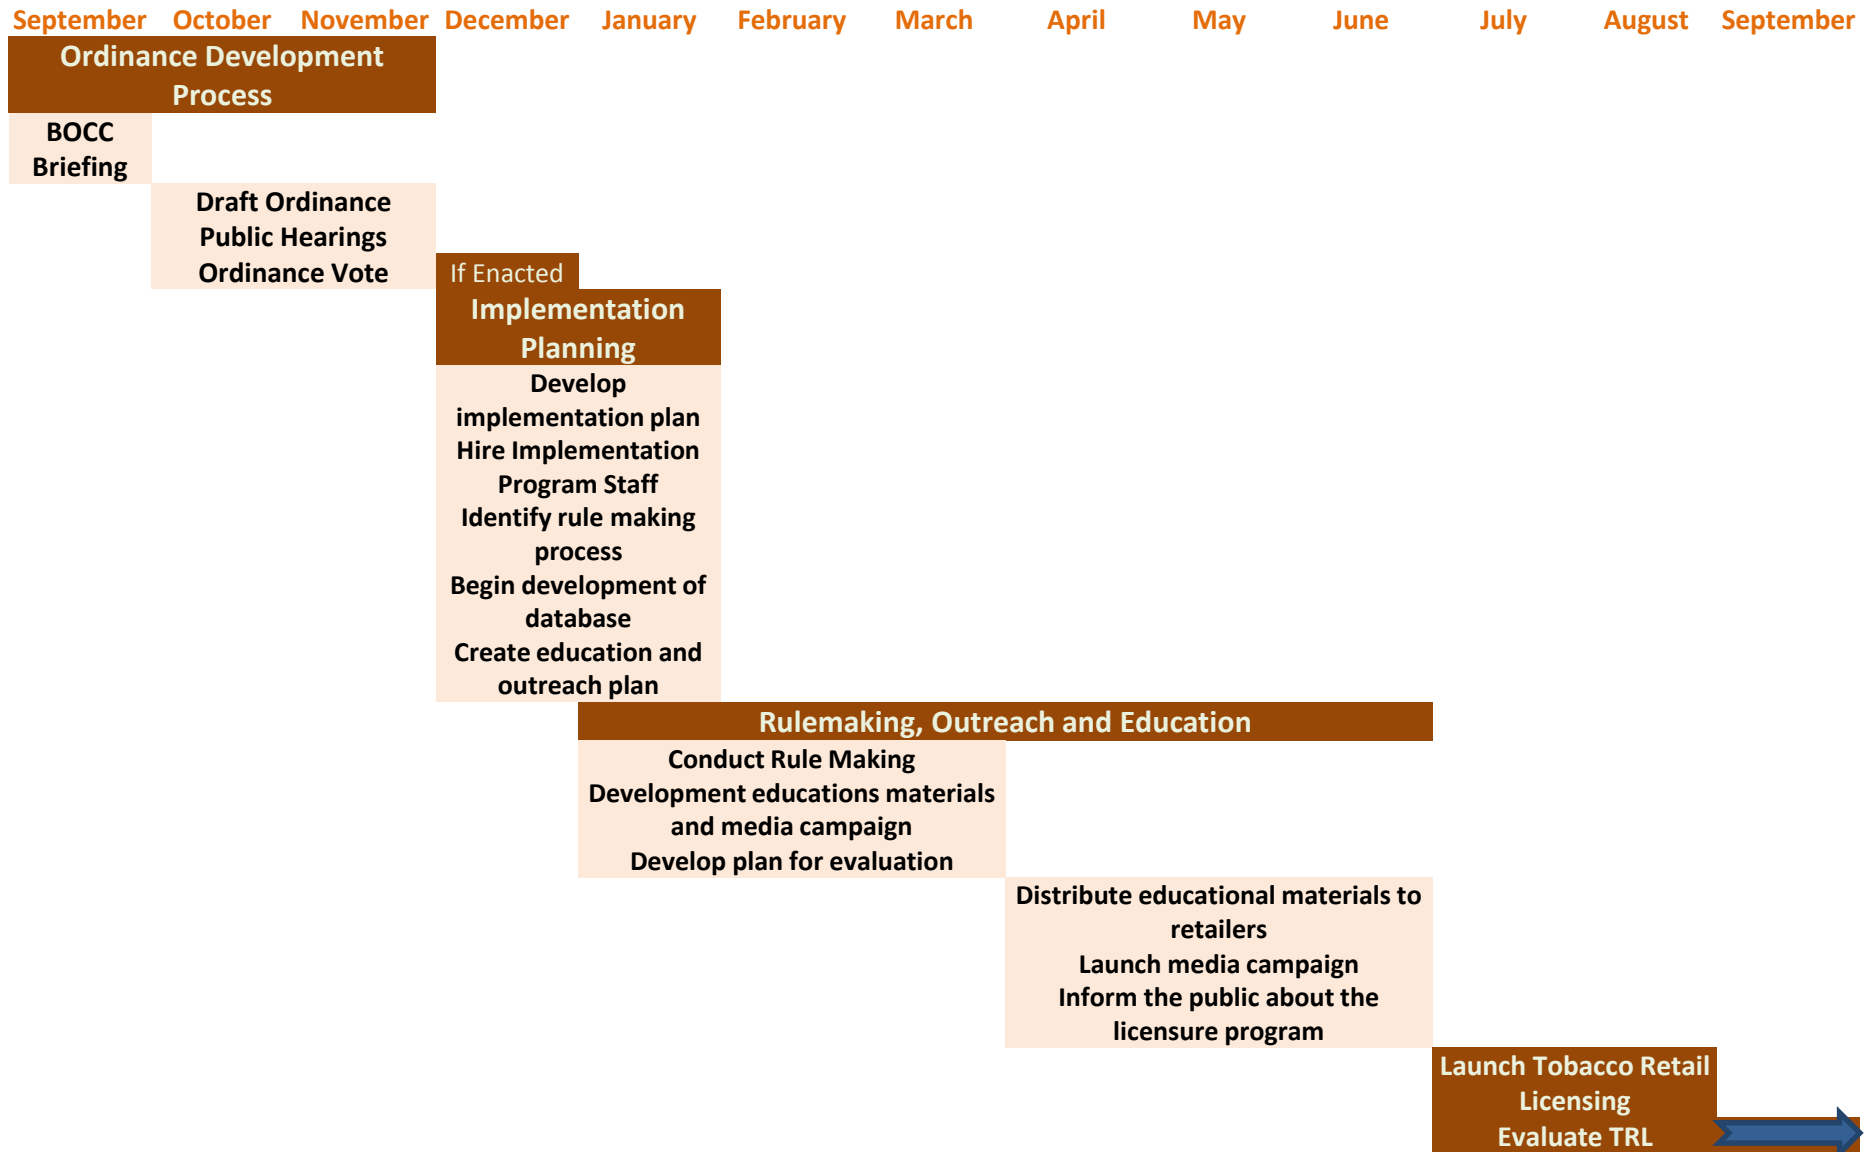 September October November December January February March April May June July August September
Ordinance Development
Process
BOCC
Briefing
Draft Ordinance
Public Hearings
Ordinance Vote
If Enacted
Implementation
Planning
Develop
implementation plan
Hire Implementation
Program Staff
Identify rule making
process
Begin development of
database
Create education and
outreach plan
Rulemaking, Outreach and Education
Conduct Rule Making
Development educations materials
and media campaign
Develop plan for evaluation
Distribute educational materials to
retailers
Launch media campaign
Inform the public about the
licensure program
Launch Tobacco Retail
Licensing
Evaluate TRL